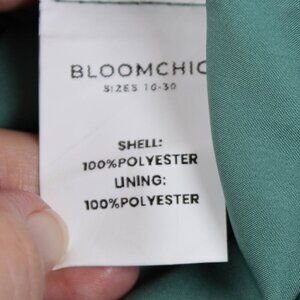 BLOOMCHIC
SIZES 10-30
SHELL:
100%POLYESTER
LINING:
100%POLYESTER